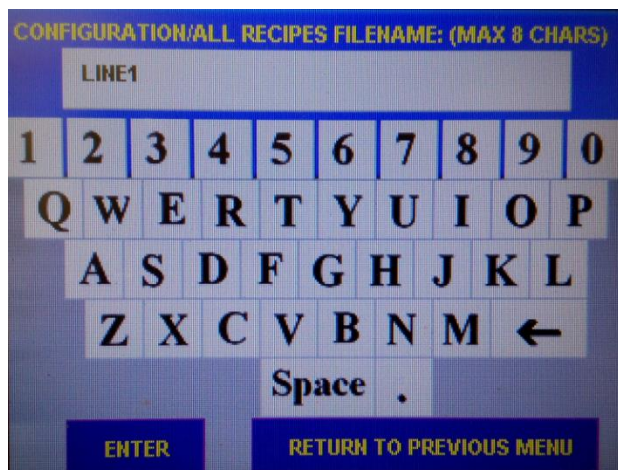 CONFIGURATION/ALL RECIPES FILENAME: (MAX 8 CHARS)
LINE1
1 2 3 4 5 6 7 8 9 0
Q W E R T Y U I O P
A S D F G H J K L
Z X C V B N M ←
Space .
ENTER RETURN TO PREVIOUS MENU